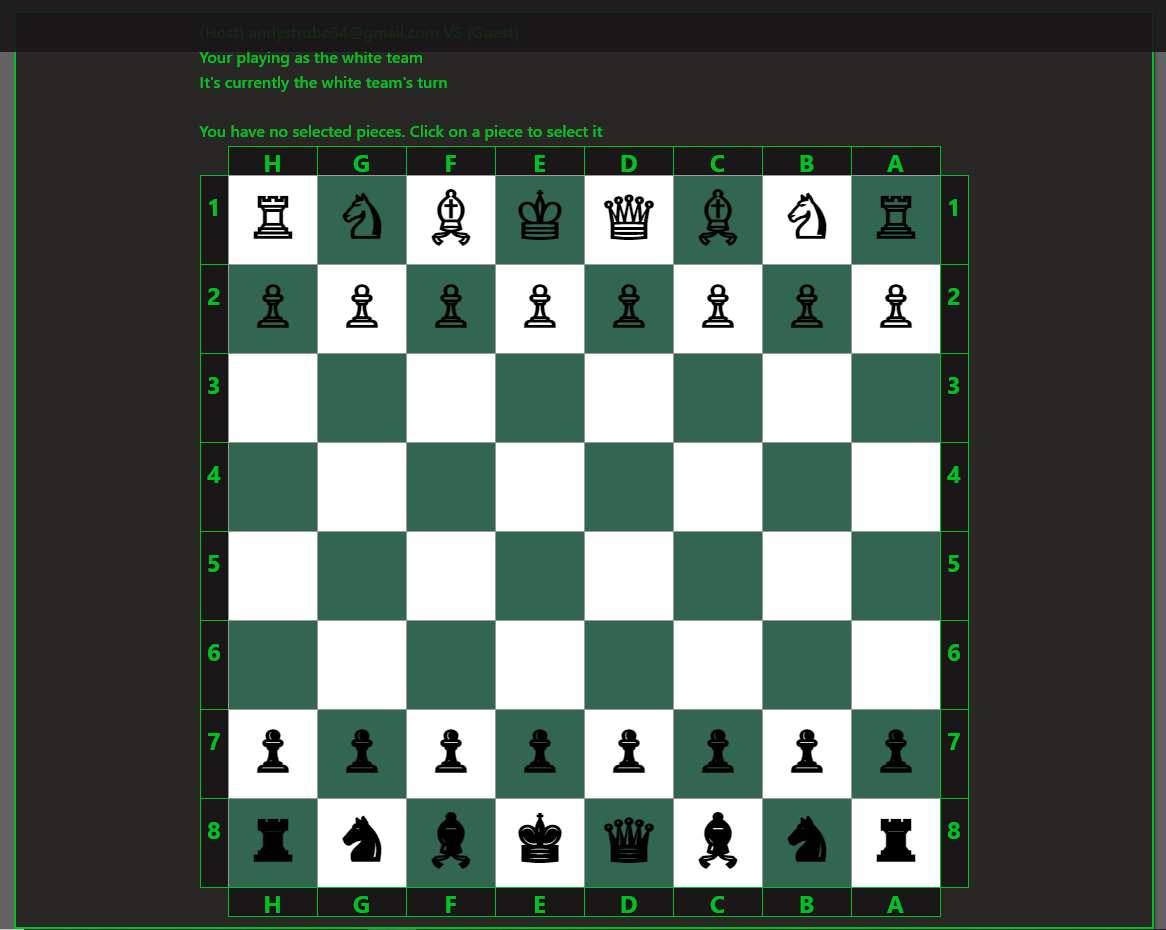 (Host) andystrube64@gmail.com VS (Guest)
Your playing as the white team
It's currently the white team's turn
You have no selected pieces. Click on a piece to select it
H G F E D C B A
1 1
2 2
3 3
4 4
5 5
6 6
7 7
8 8
H G F E D C B A